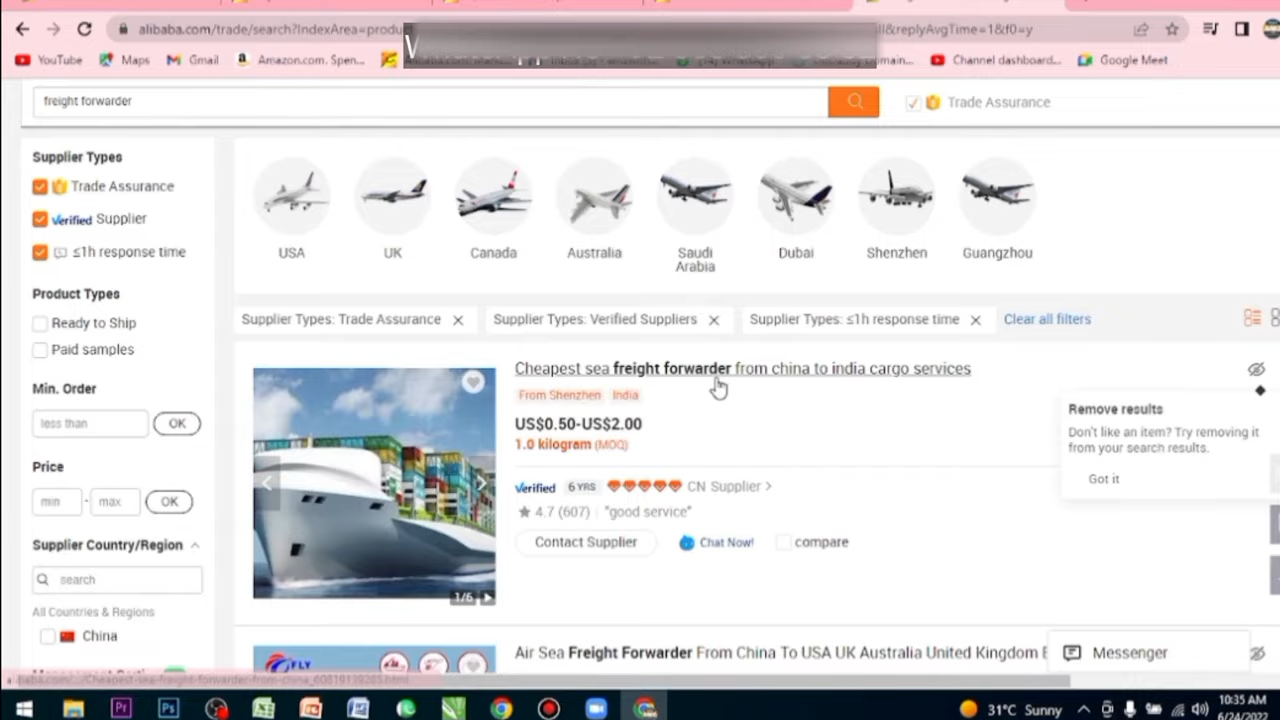 alibaba.com/trade/search?IndexArea=produ
ll&replyAvgTime=1&f0=y
YouTube
Maps
Gmail
Amazon.com. Spen...
Channel dashboard...
Google Meet
freight forwarder
Trade Assurance
Supplier Types
Trade Assurance
Verified Supplier
≤1h response time
Product Types
Ready to Ship
Paid samples
Min. Order
less than
OK
Price
min - max
OK
Supplier Country/Region
search
All Countries & Regions
China
USA
UK
Canada
Australia
Saudi
Arabia
Dubai
Shenzhen
Guangzhou
Supplier Types: Trade Assurance
Supplier Types: Verified Suppliers
Supplier Types: ≤1h response time
Clear all filters
Cheapest sea freight forwarder from china to india cargo services
From Shenzhen India
US$0.50-US$2.00
1.0 kilogram (MOQ)
Verified 6 YRS CN Supplier >
4.7 (607) "good service"
Contact Supplier
Chat Now!
compare
1/6
Remove results
Don't like an item? Try removing it
from your search results.
Got it
FLY
Air Sea Freight Forwarder From China To USA UK Australia United Kingdom
Messenger
31°C Sunny
10:35 AM
6/24/2022